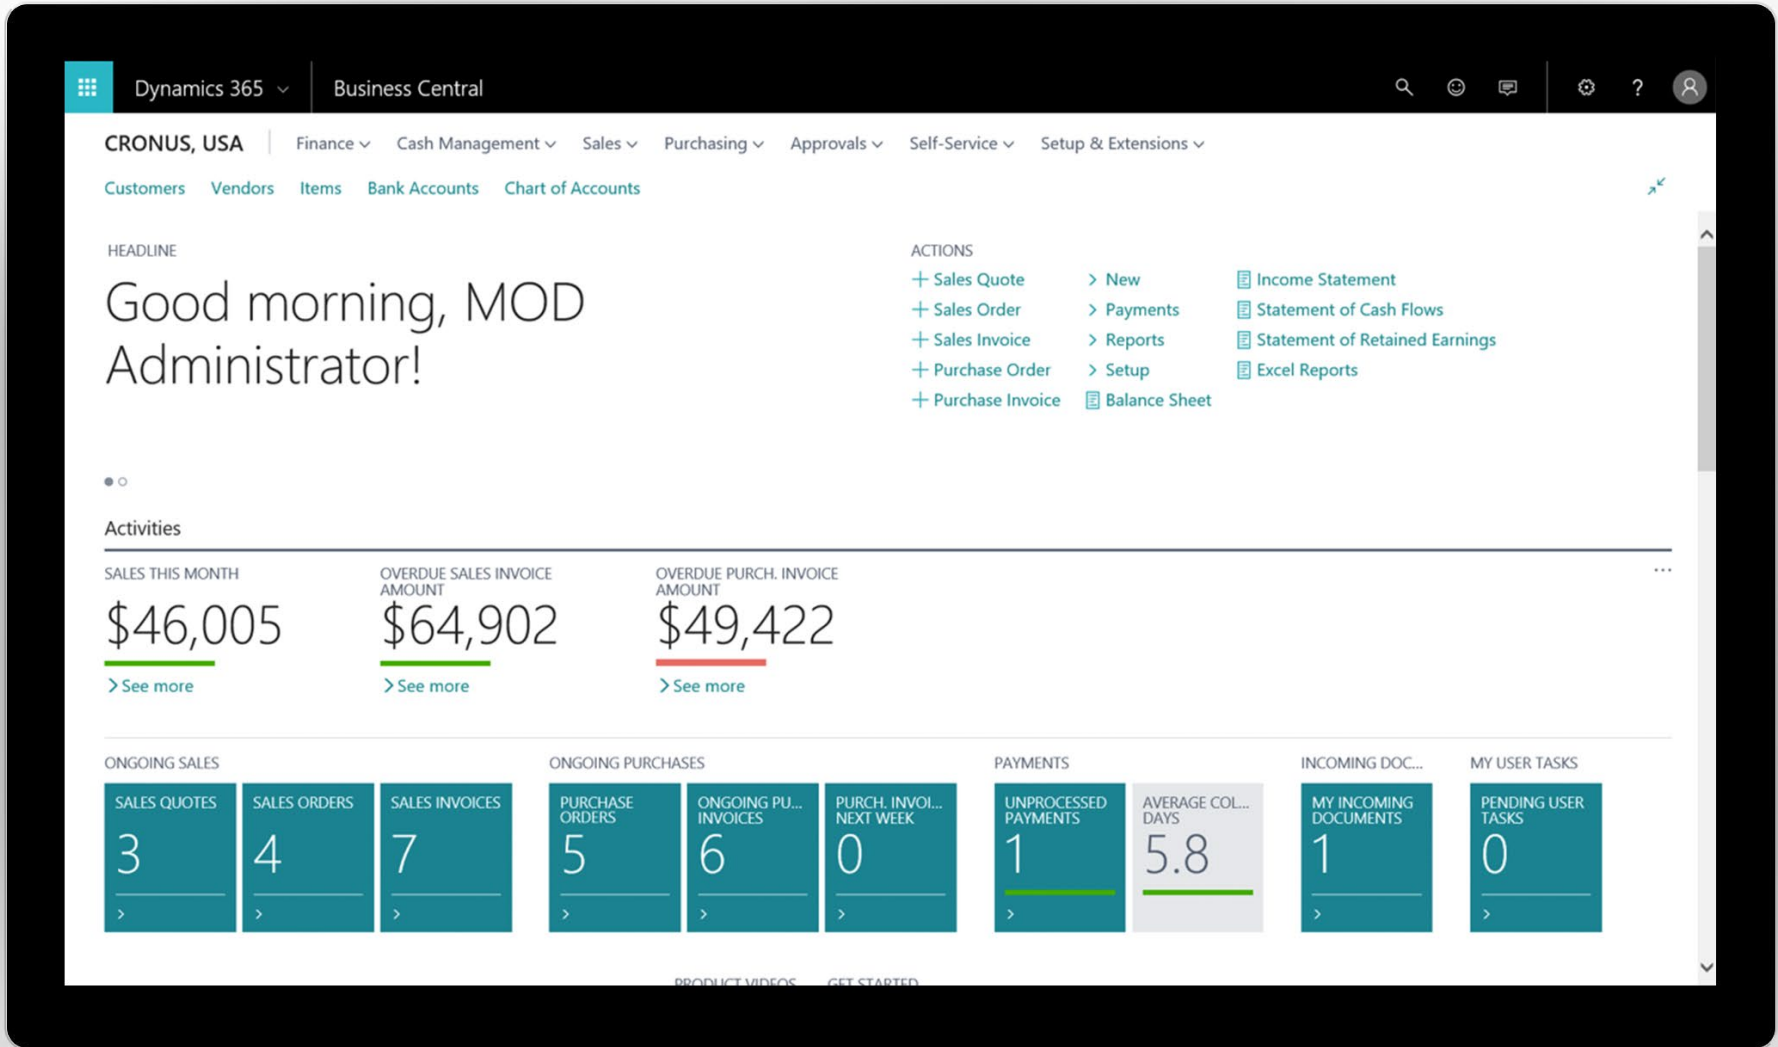 Dynamics 365
Business Central
?
CRONUS, USA
Finance
Cash Management
Sales
Purchasing
Approvals
Self-Service
Setup & Extensions
Customers
Vendors
Items
Bank Accounts
Chart of Accounts
HEADLINE
Good morning, MOD
Administrator!
ACTIONS
+ Sales Quote
+ Sales Order
+ Sales Invoice
+ Purchase Order
+ Purchase Invoice
> New
> Payments
> Reports
> Setup
Balance Sheet
Income Statement
Statement of Cash Flows
Statement of Retained Earnings
Excel Reports
Activities
...
SALES THIS MONTH
$46,005
> See more
OVERDUE SALES INVOICE
AMOUNT
$64,902
> See more
OVERDUE PURCH. INVOICE
AMOUNT
$49,422
> See more
ONGOING SALES
SALES QUOTES
3
>
SALES ORDERS
4
>
SALES INVOICES
7
>
ONGOING PURCHASES
PURCHASE
ORDERS
5
>
ONGOING PU...
INVOICES
6
>
PURCH. INVOI...
NEXT WEEK
0
>
PAYMENTS
UNPROCESSED
PAYMENTS
1
>
AVERAGE COL...
DAYS
5.8
INCOMING DOC...
MY INCOMING
DOCUMENTS
1
>
MY USER TASKS
PENDING USER
TASKS
0
>
PRODUCT VIDEOS
GET STARTED